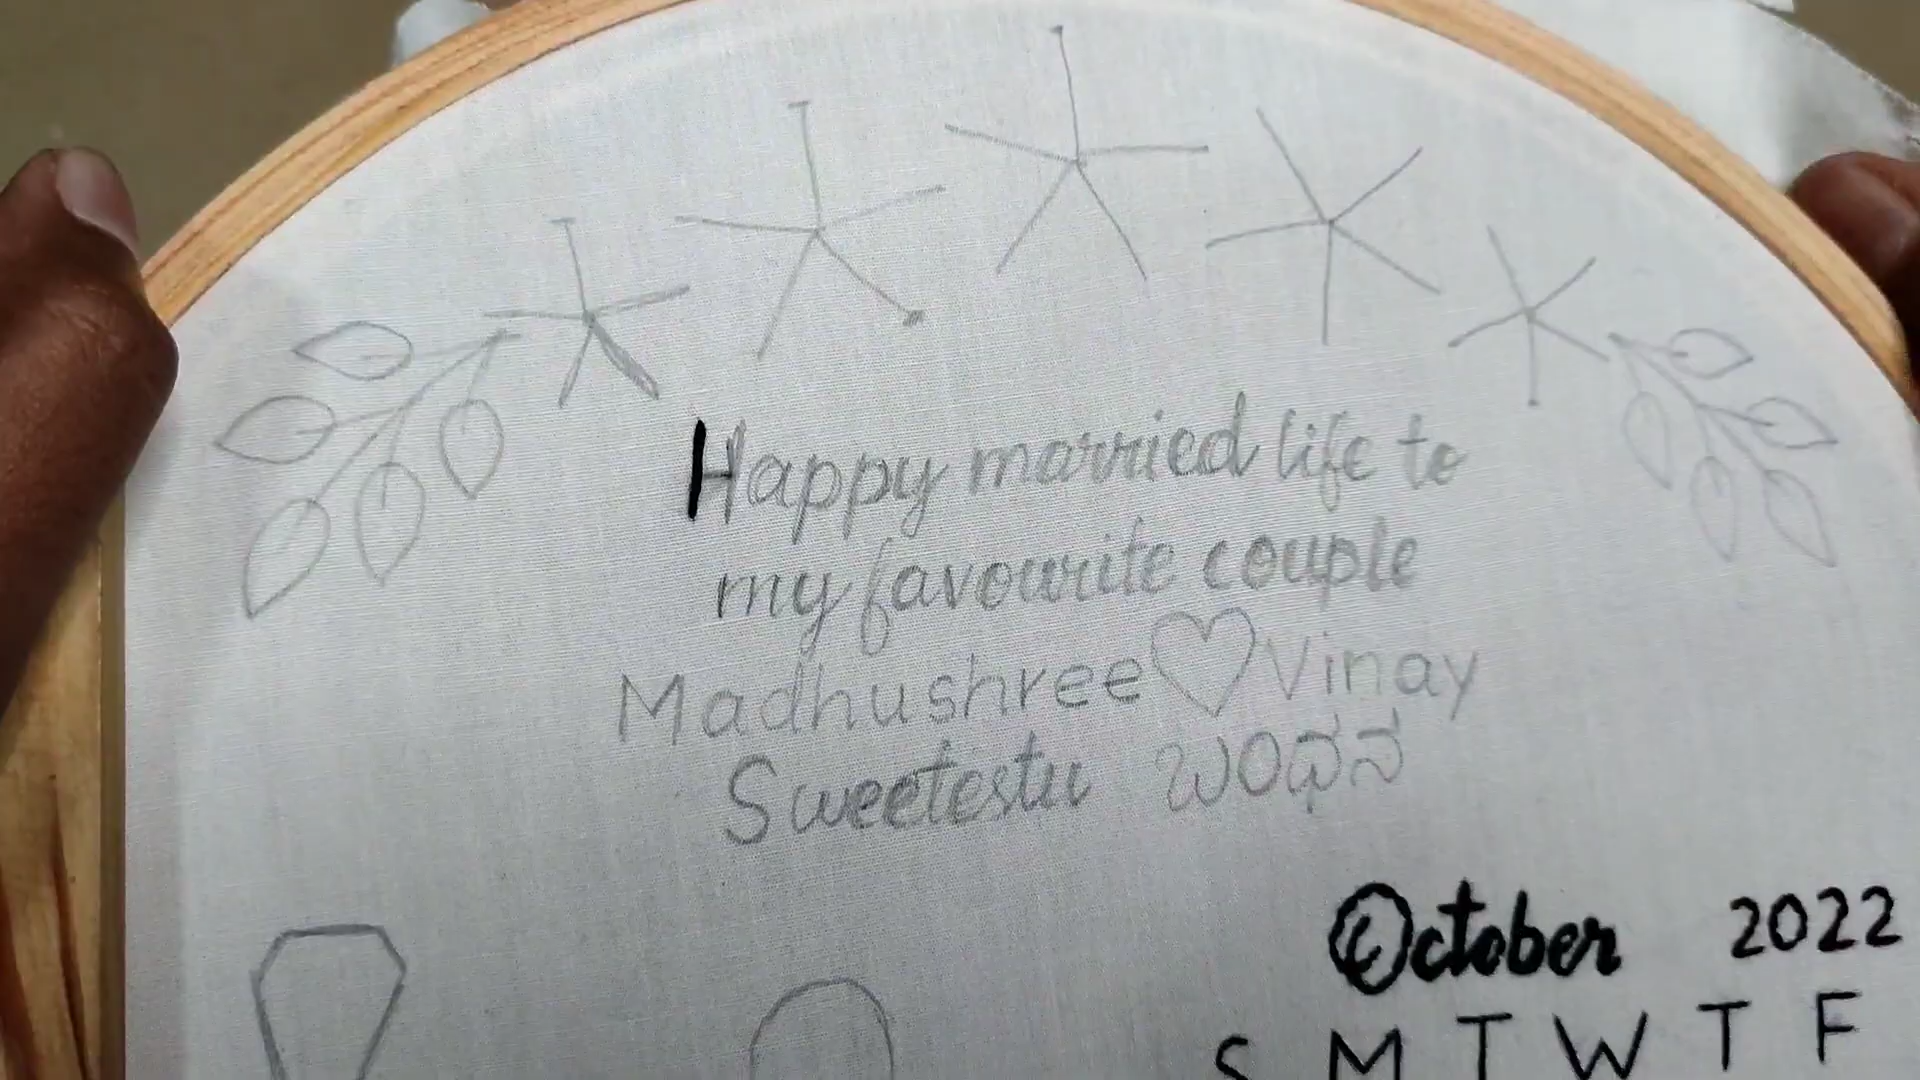 Happy married life to
my favourite couple
Madhushree Vinay
Sweetestu
October 2022
S M T W T F